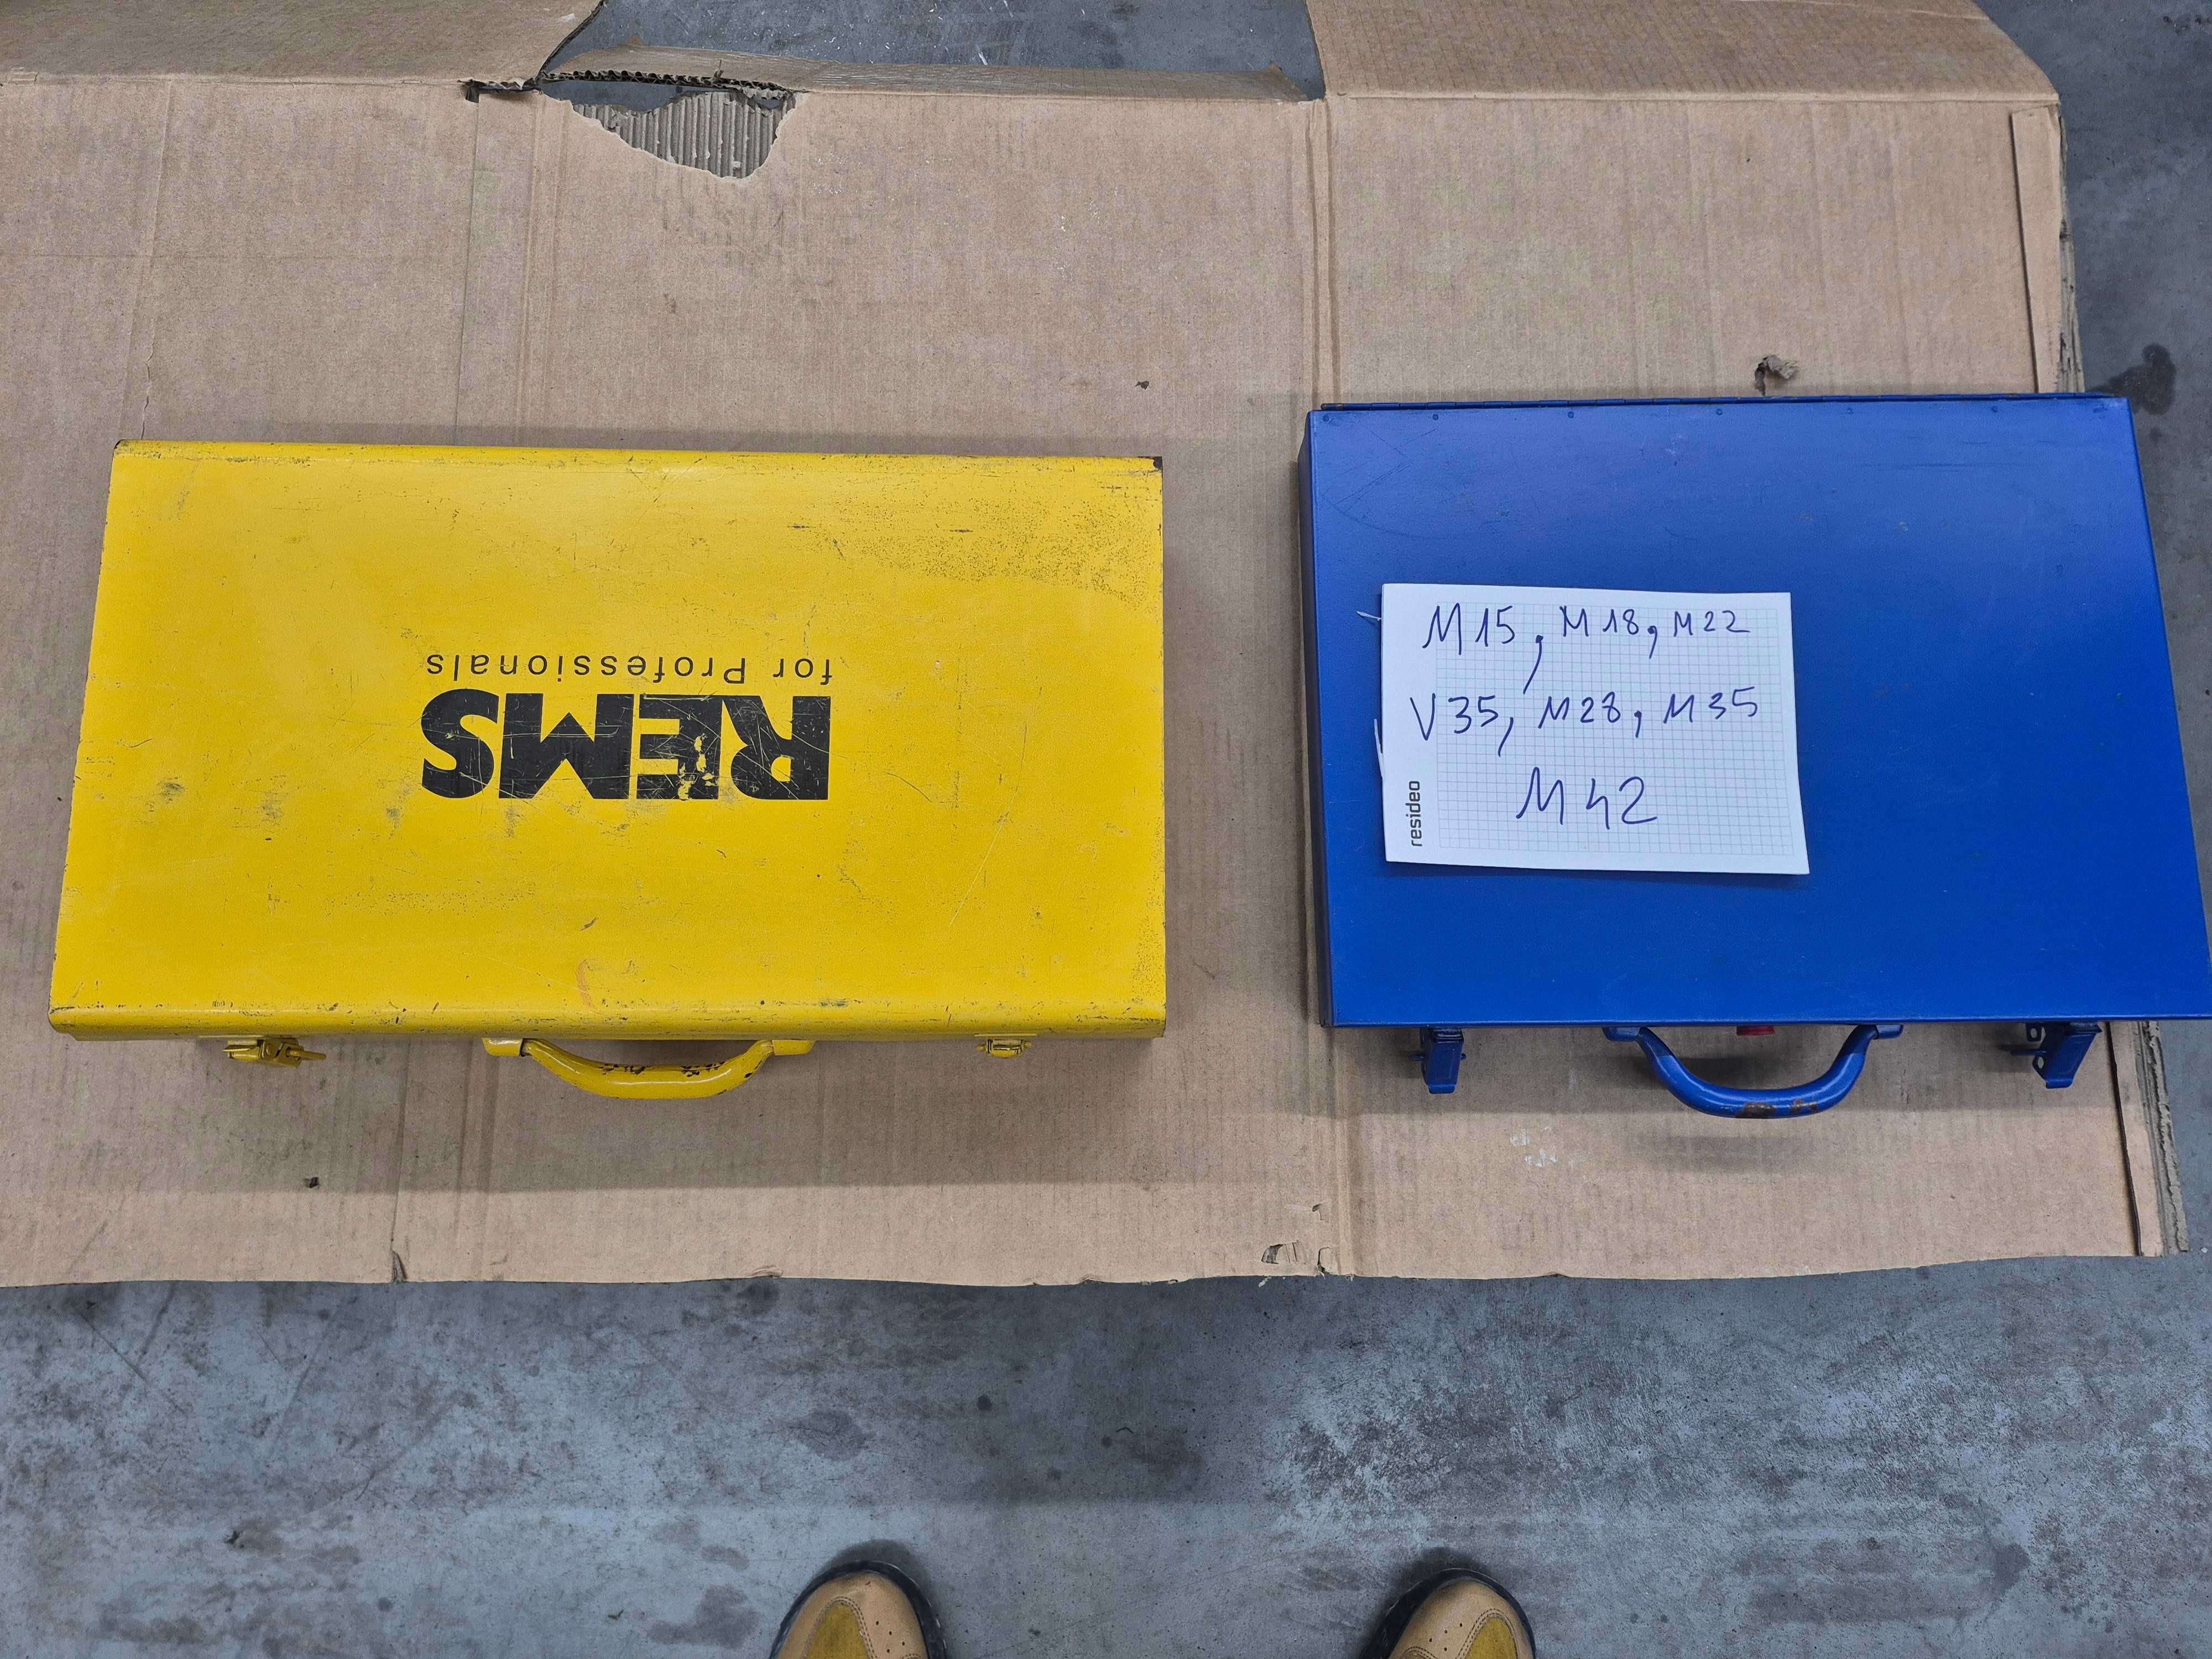 REMS
for Professionals
M15, M18, M22
V35, M28, M35
M42
resideo